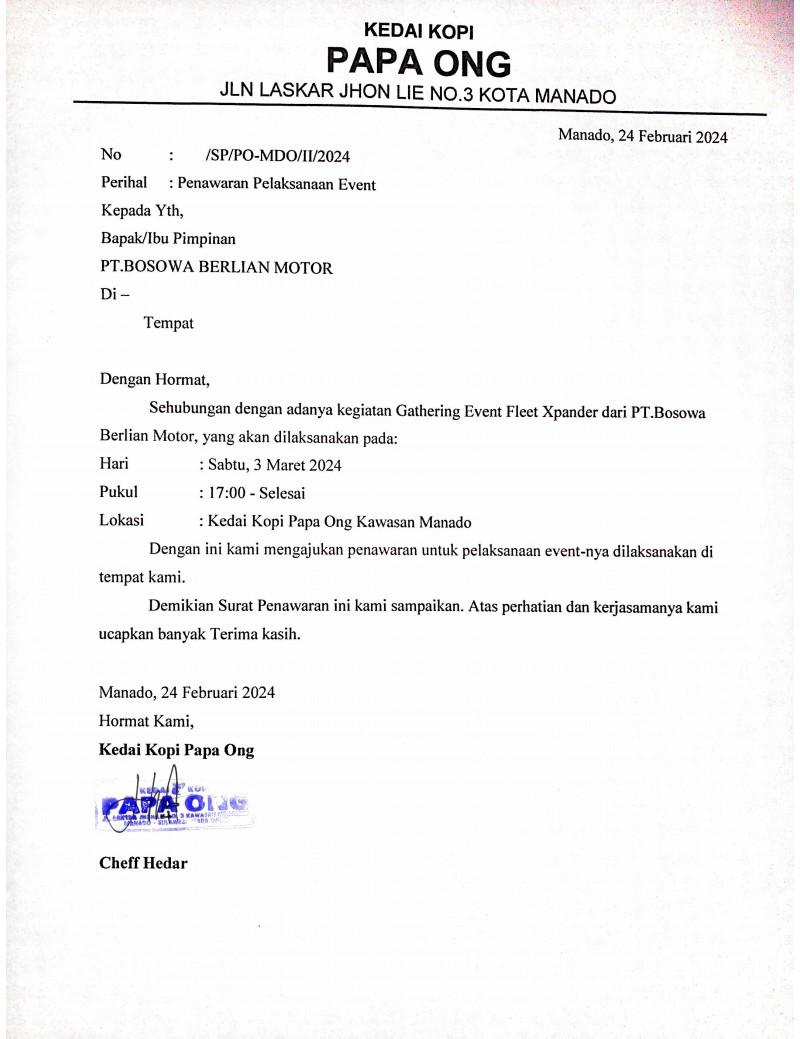 KEDAI KOPI
PAPA ONG
JLN LASKAR JHON LIE NO.3 KOTA MANADO
Manado, 24 Februari 2024
No : /SP/PO-MDO/II/2024
Perihal : Penawaran Pelaksanaan Event
Kepada Yth,
Bapak/Ibu Pimpinan
PT.BOSOWA BERLIAN MOTOR
Di –
Tempat
Dengan Hormat,
Sehubungan dengan adanya kegiatan Gathering Event Fleet Xpander dari PT.Bosowa
Berlian Motor, yang akan dilaksanakan pada:
Hari : Sabtu, 3 Maret 2024
Pukul : 17:00 - Selesai
Lokasi : Kedai Kopi Papa Ong Kawasan Manado
Dengan ini kami mengajukan penawaran untuk pelaksanaan event-nya dilaksanakan di
tempat kami.
Demikian Surat Penawaran ini kami sampaikan. Atas perhatian dan kerjasamanya kami
ucapkan banyak Terima kasih.
Manado, 24 Februari 2024
Hormat Kami,
Kedai Kopi Papa Ong
KEDAI KOPI
PAPA ONG
Cheff Hedar